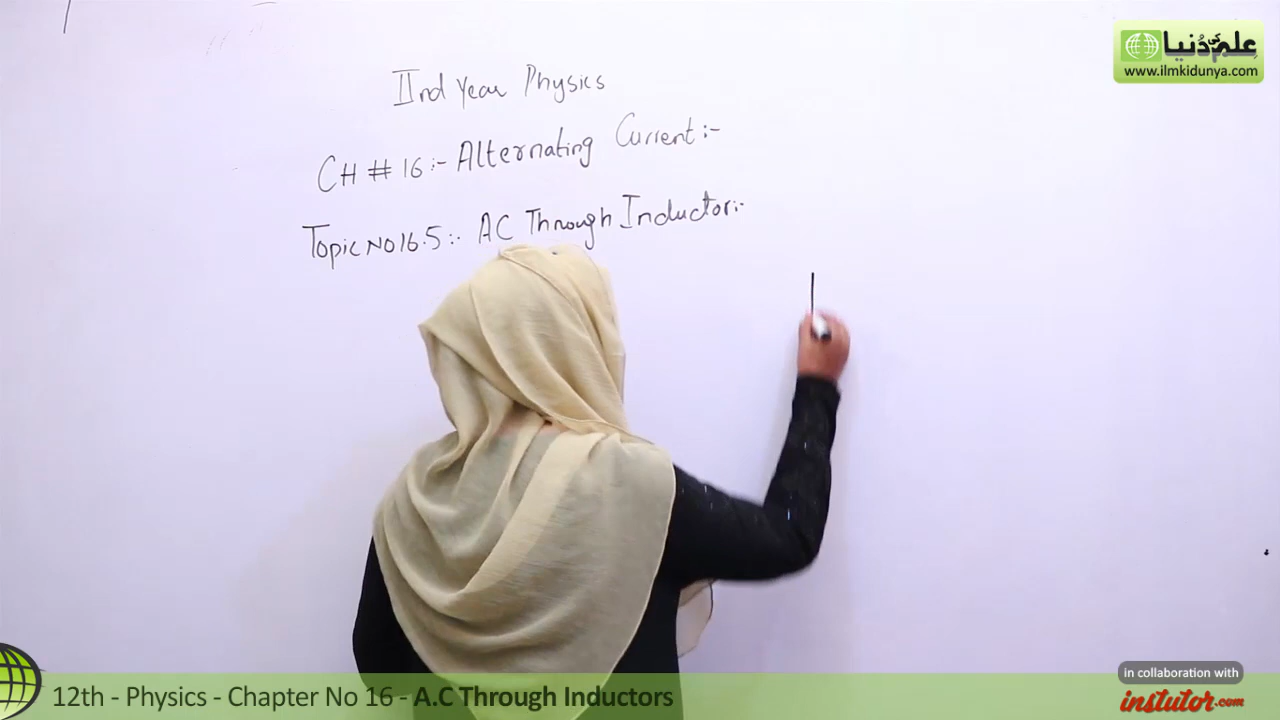 علم کی دنیا
www.ilmkidunya.com
IInd Year Physics
CH # 16 :- Alternating Current :-
Topic No 16.5 :- AC Through Inductor :-
12th - Physics - Chapter No 16 - A.C Through Inductors
in collaboration with
instutor.com